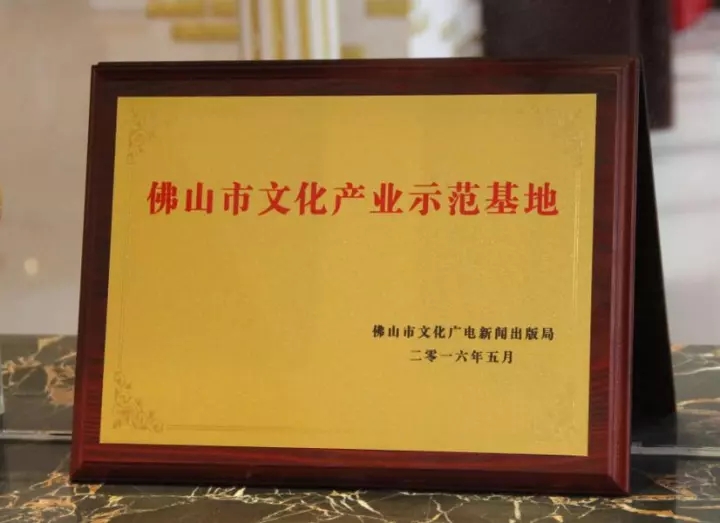 佛山市文化产业示范基地
佛山市文化广电新闻出版局
二零一六年五月